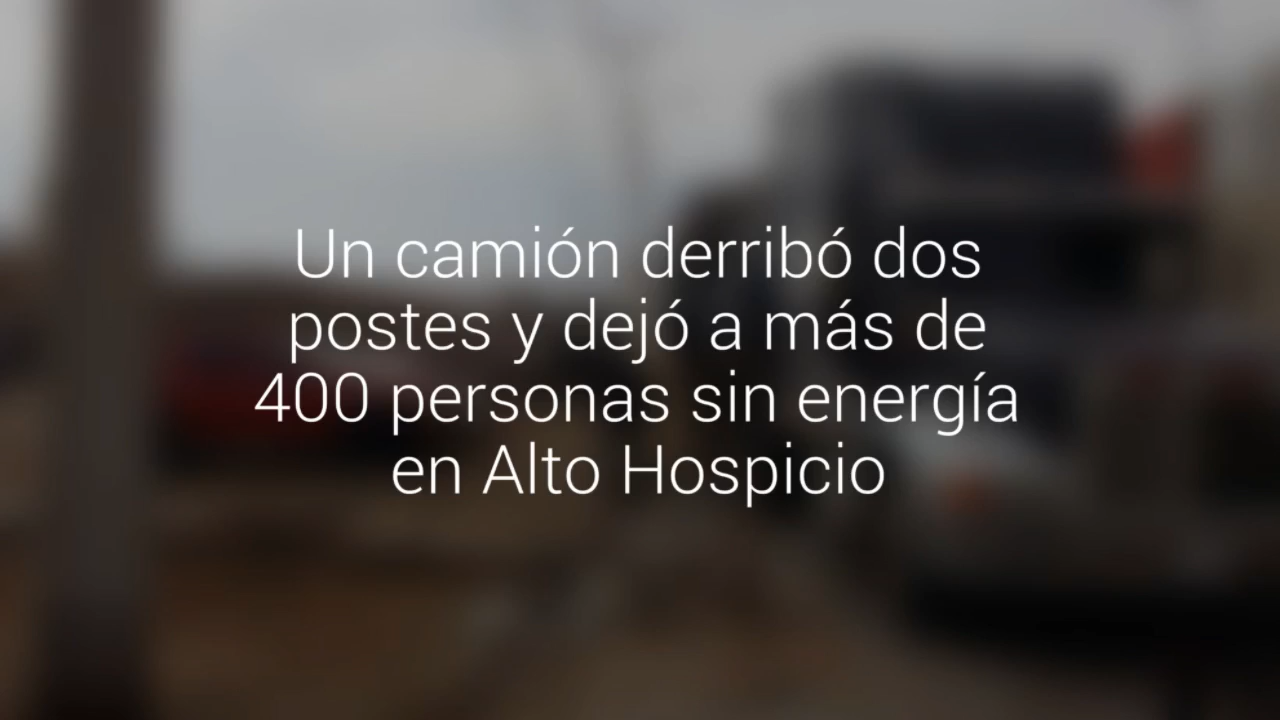 Un camión derribó dos
postes y dejó a más de
400 personas sin energía
en Alto Hospicio